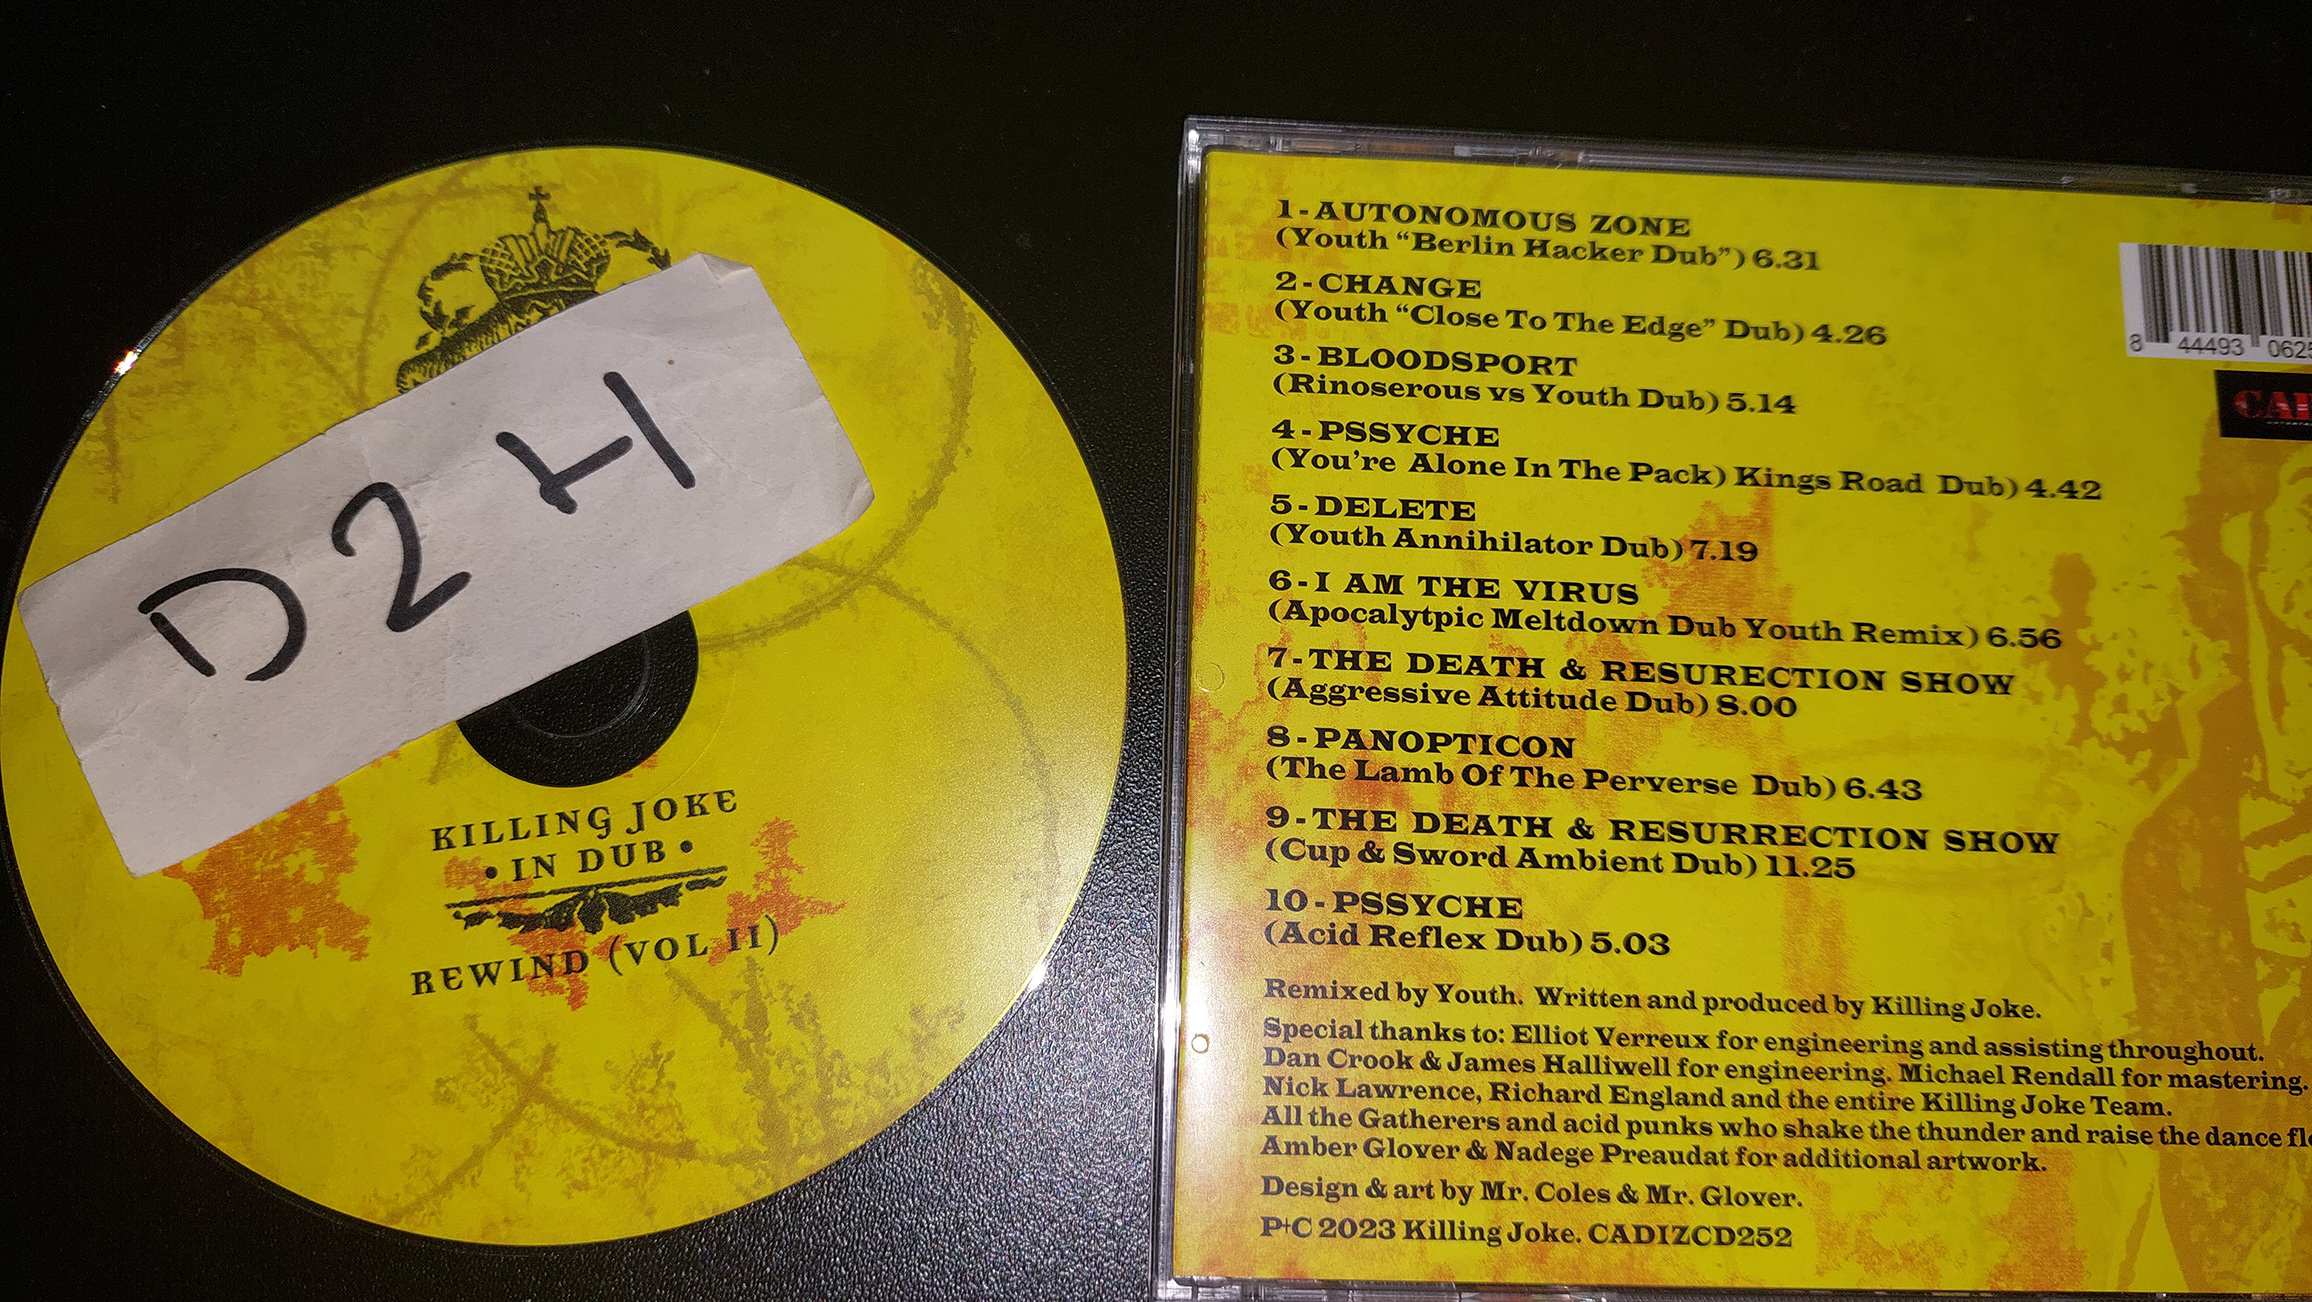 D2H
KILLING JOKE
• IN DUB •
REWIND (VOL II)
1 - AUTONOMOUS ZONE
(Youth “Berlin Hacker Dub”) 6.31
2 - CHANGE
(Youth “Close To The Edge” Dub) 4.26
3 - BLOODSPORT
(Rinoserous vs Youth Dub) 5.14
4 - PSSYCHE
(You’re Alone In The Pack) Kings Road Dub) 4.42
5 - DELETE
(Youth Annihilator Dub) 7.19
6 - I AM THE VIRUS
(Apocalytpic Meltdown Dub Youth Remix) 6.56
7 - THE DEATH & RESURECTION SHOW
(Aggressive Attitude Dub) 8.00
8 - PANOPTICON
(The Lamb Of The Perverse Dub) 6.43
9 - THE DEATH & RESURRECTION SHOW
(Cup & Sword Ambient Dub) 11.25
10 - PSSYCHE
(Acid Reflex Dub) 5.03
Remixed by Youth. Written and produced by Killing Joke.
Special thanks to: Elliot Verreux for engineering and assisting throughout.
Dan Crook & James Halliwell for engineering. Michael Rendall for mastering.
Nick Lawrence, Richard England and the entire Killing Joke Team.
All the Gatherers and acid punks who shake the thunder and raise the dance
Amber Glover & Nadege Preaudat for additional artwork.
Design & art by Mr. Coles & Mr. Glover.
P+C 2023 Killing Joke. CADIZCD252
8 44493 062